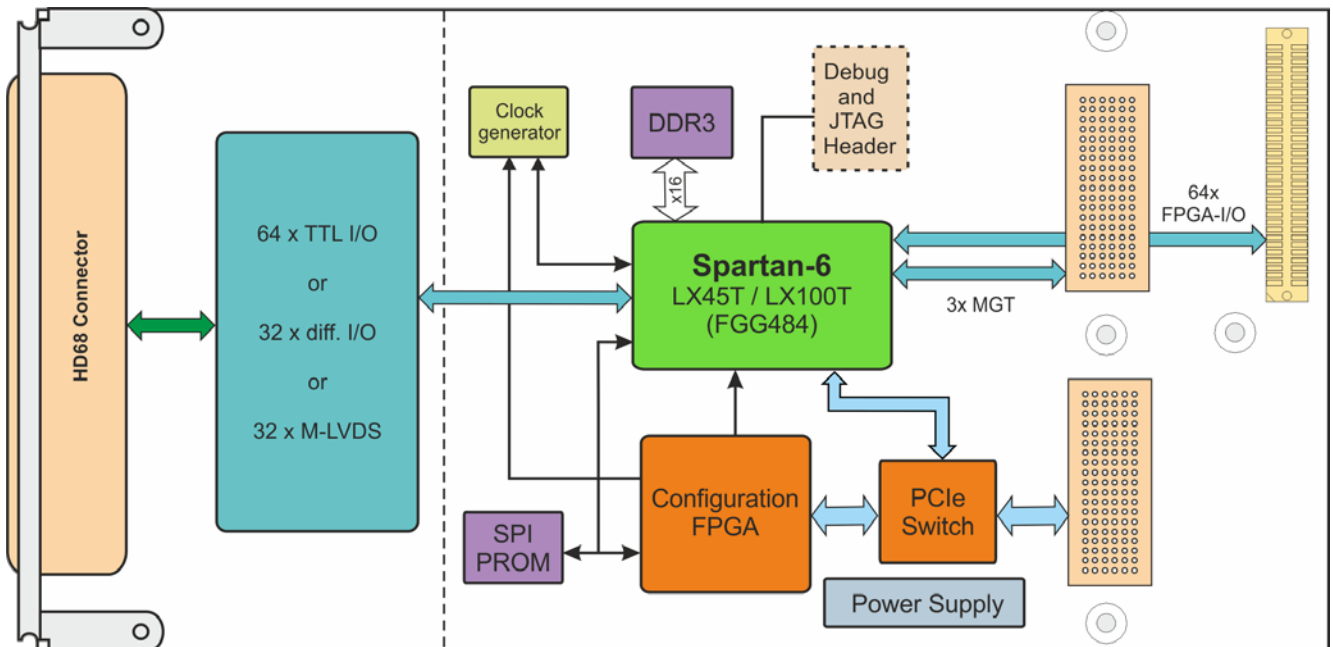 HD68 Connector
64 x TTL I/O
or
32 x diff. I/O
or
32 x M-LVDS
Clock
generator
DDR3
x16
Debug
and
JTAG
Header
Spartan-6
LX45T / LX100T
(FGG484)
64x
FPGA-I/O
3x MGT
Configuration
FPGA
PCIe
Switch
SPI
PROM
Power Supply